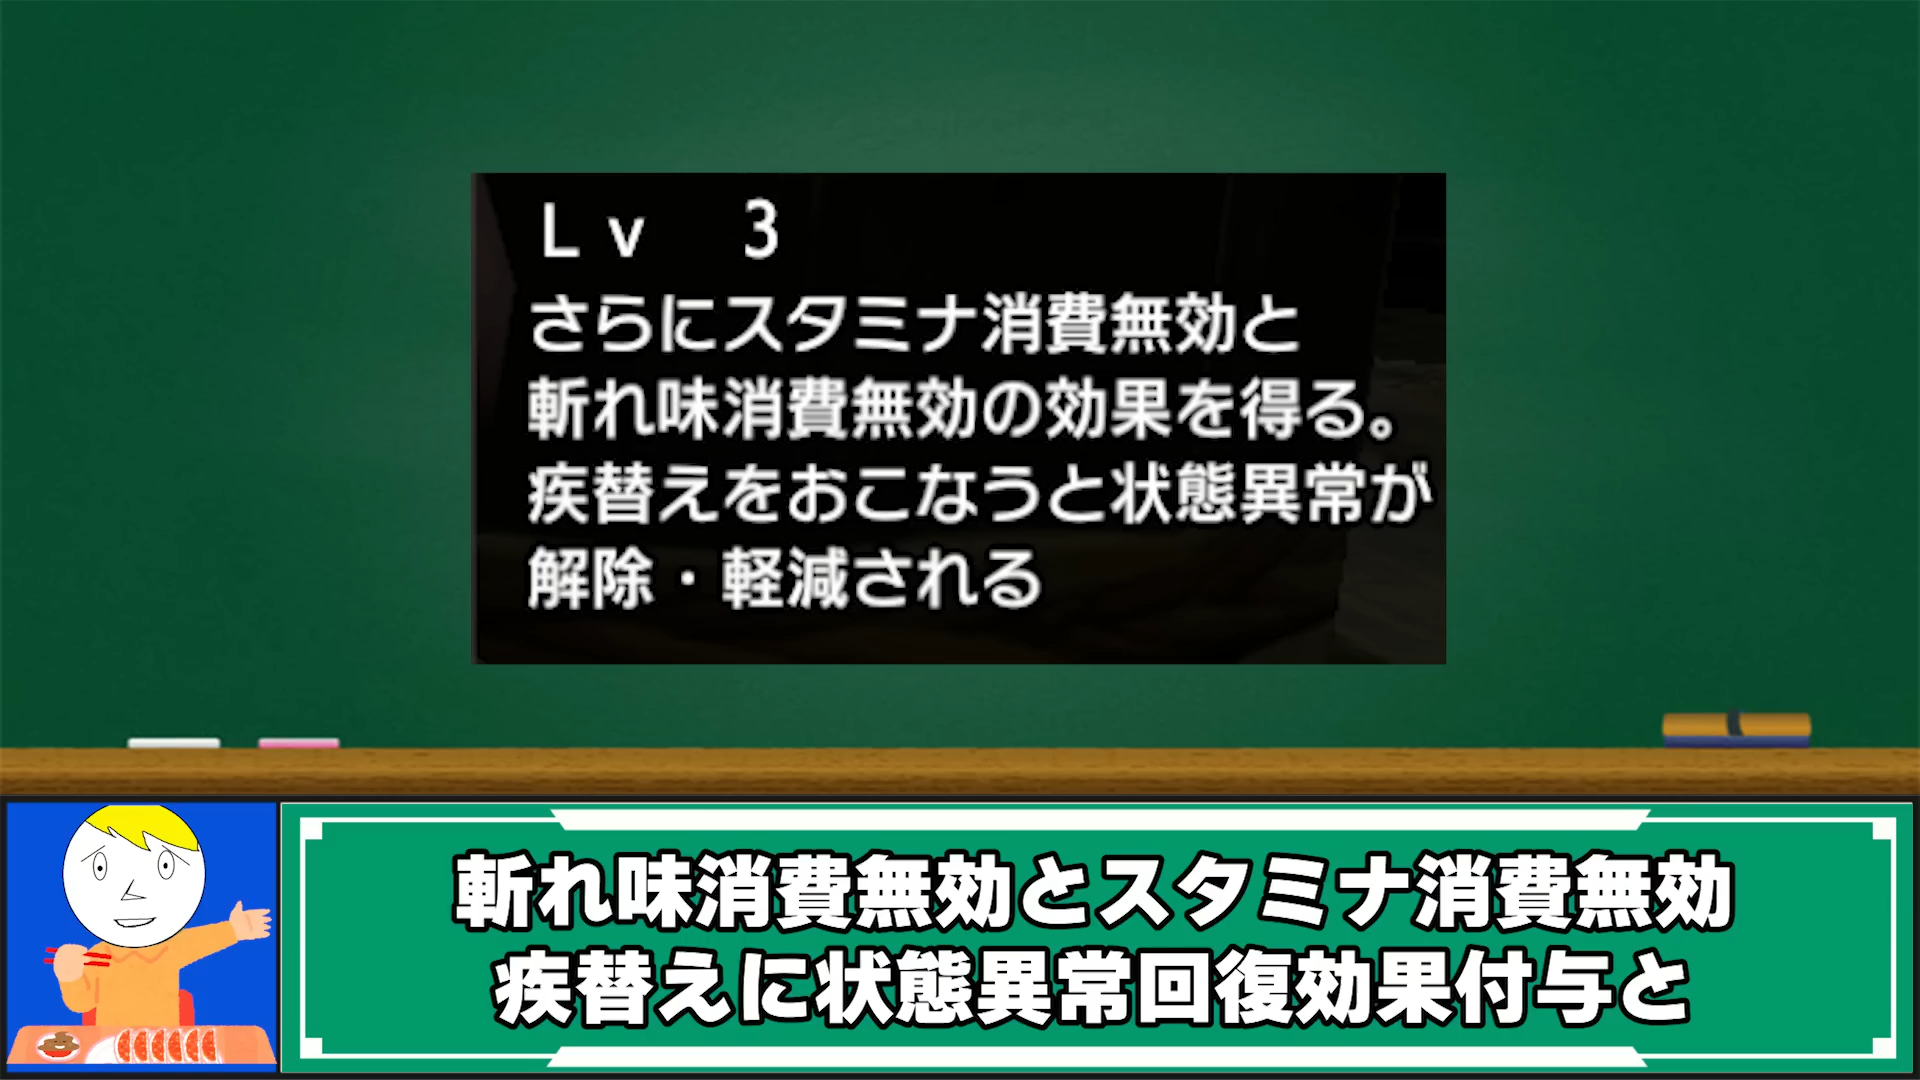 Ｌｖ　３
さらにスタミナ消費無効と
斬れ味消費無効の効果を得る。
疾替えをおこなうと状態異常が
解除・軽減される
斬れ味消費無効とスタミナ消費無効
疾替えに状態異常回復効果付与と